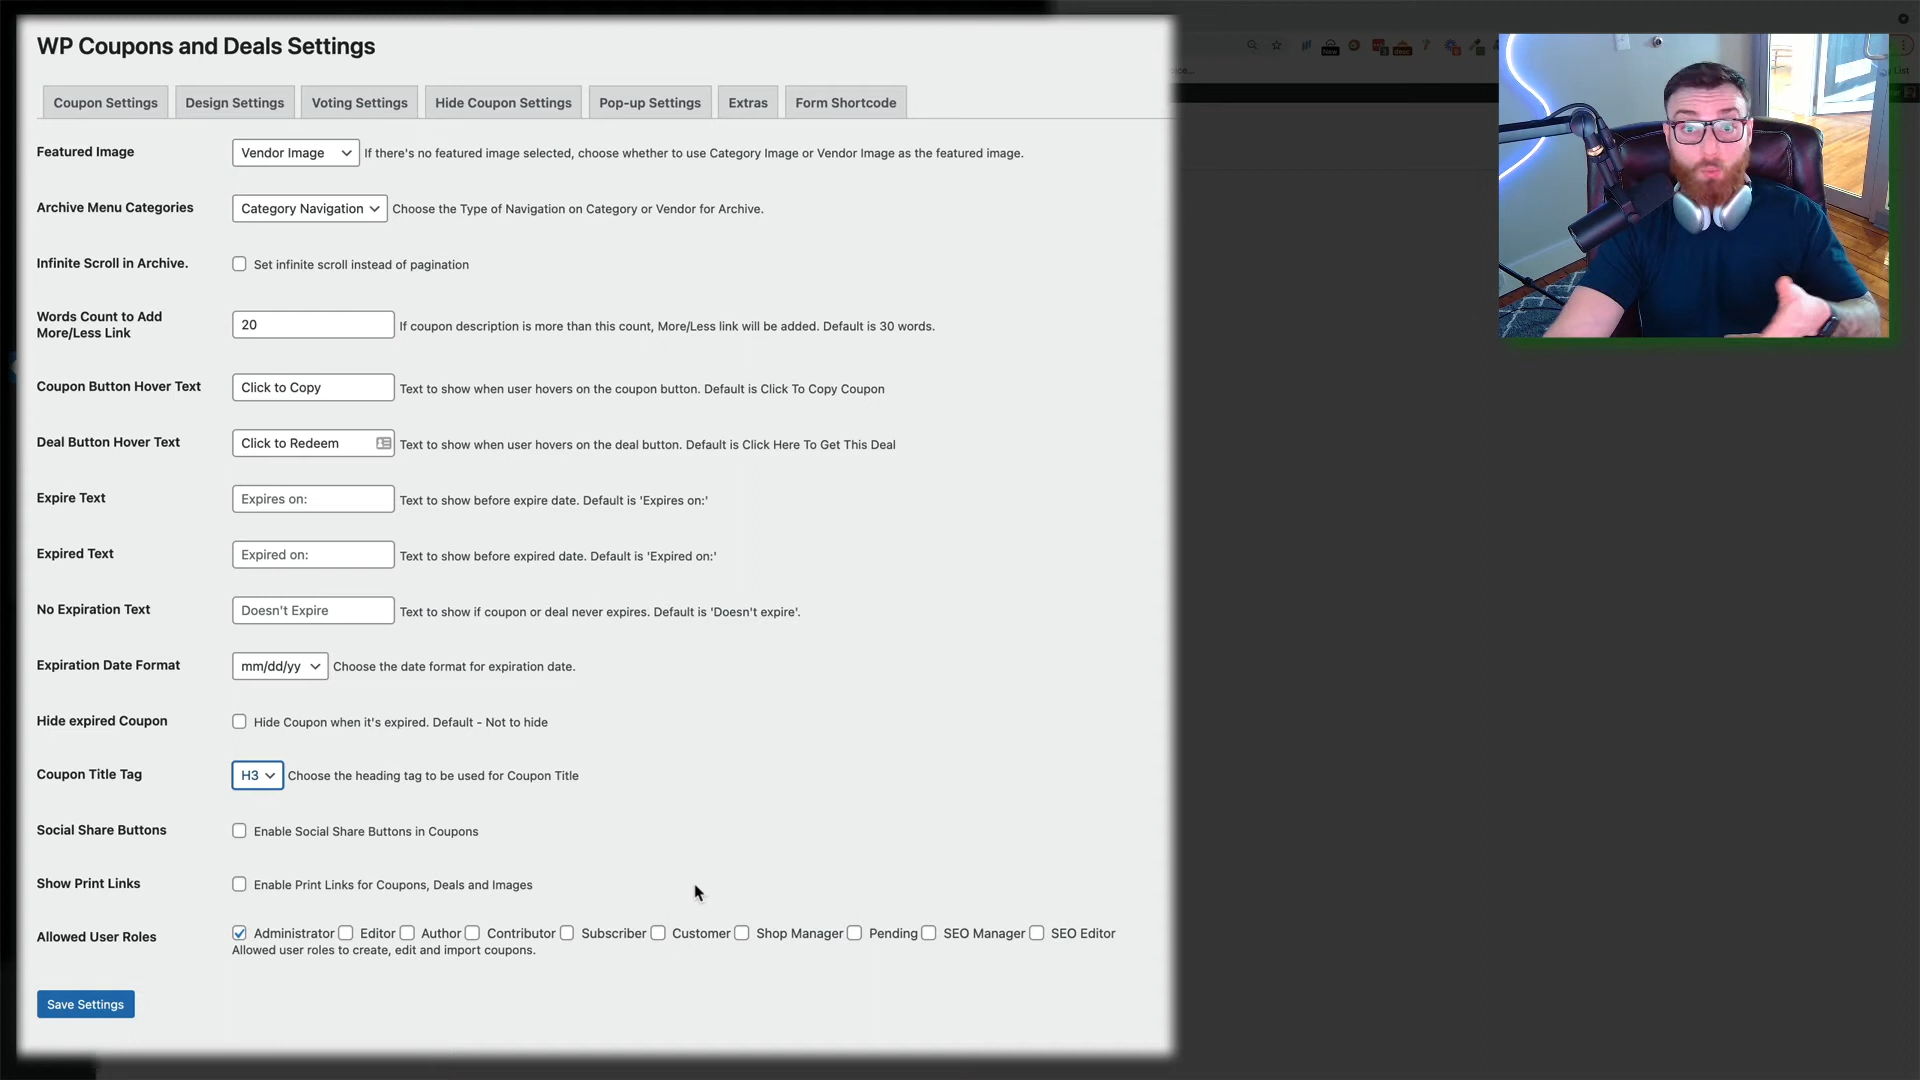 WP Coupons and Deals Settings
Coupon Settings Design Settings Voting Settings Hide Coupon Settings Pop-up Settings Extras Form Shortcode
Featured Image Vendor Image If there's no featured image selected, choose whether to use Category Image or Vendor Image as the featured image.
Archive Menu Categories Category Navigation Choose the Type of Navigation on Category or Vendor for Archive.
Infinite Scroll in Archive. Set infinite scroll instead of pagination
Words Count to Add
More/Less Link
20 If coupon description is more than this count, More/Less link will be added. Default is 30 words.
Coupon Button Hover Text Click to Copy Text to show when user hovers on the coupon button. Default is Click To Copy Coupon
Deal Button Hover Text Click to Redeem Text to show when user hovers on the deal button. Default is Click Here To Get This Deal
Expire Text Expires on: Text to show before expire date. Default is 'Expires on:'
Expired Text Expired on: Text to show before expired date. Default is 'Expired on:'
No Expiration Text Doesn't Expire Text to show if coupon or deal never expires. Default is 'Doesn't expire'.
Expiration Date Format mm/dd/yy Choose the date format for expiration date.
Hide expired Coupon Hide Coupon when it's expired. Default - Not to hide
Coupon Title Tag H3 Choose the heading tag to be used for Coupon Title
Social Share Buttons Enable Social Share Buttons in Coupons
Show Print Links Enable Print Links for Coupons, Deals and Images
Allowed User Roles Administrator Editor Author Contributor Subscriber Customer Shop Manager Pending SEO Manager SEO Editor
Allowed user roles to create, edit and import coupons.
Save Settings